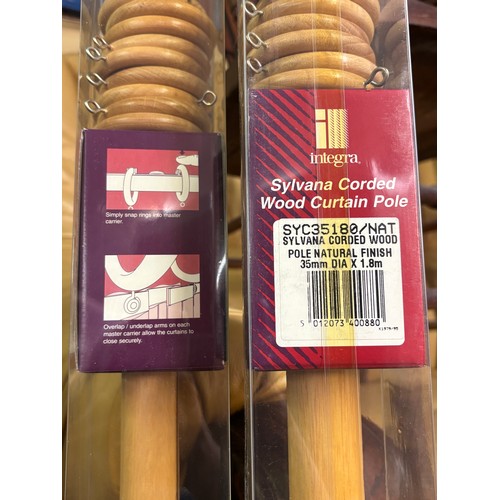 Simply snap rings into master
carrier.
Overlap / underlap arms on each
master carrier allow the curtains to
close securely.
integra
Sylvana Corded
Wood Curtain Pole
SYC35180/NAT
SYLVANA CORDED WOOD
POLE NATURAL FINISH
35mm DIA X 1.8m
5 012073 400880